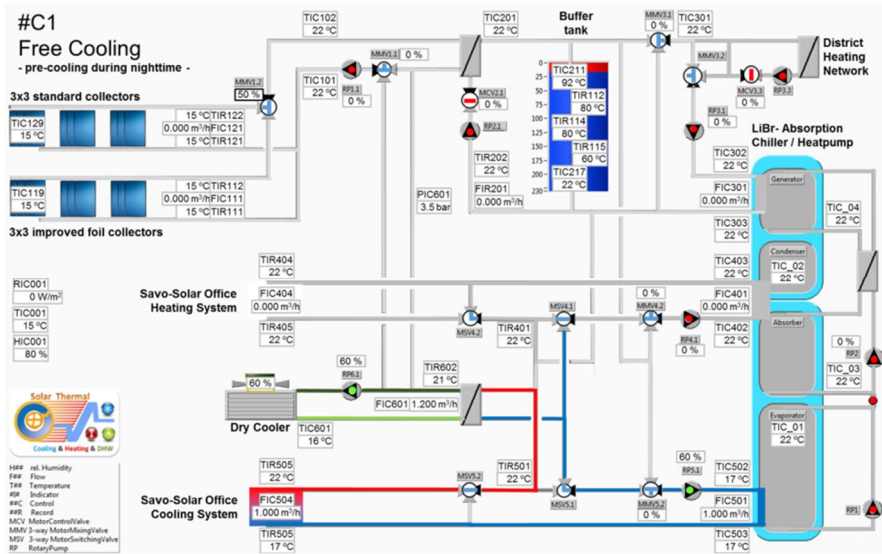 #C1
Free Cooling
- pre-cooling during nighttime -
TIC102
22 ºC
TIC201
22 ºC
Buffer
tank
MMV3.1
0 %
TIC301
22 ºC
District
Heating
Network
MMV3.2
MCV3.3
RP3.3
MMV1.2
50 %
TIC101
22 ºC
RP1.1
0 %
MMV1.1
0 %
MCV2.1
0 %
RP2.1
0
25
50
75
100
125
150
175
200
230
TIC211
92 ºC
TIR112
80 ºC
TIR114
80 ºC
TIR115
60 ºC
TIC217
22 ºC
RP3.1
0 %
LiBr- Absorption
Chiller / Heatpump
3x3 standard collectors
TIC129
15 ºC
15 ºC TIR122
0.000 m³/h FIC121
15 ºC TIR121
TIC119
15 ºC
15 ºC TIR112
0.000 m³/h FIC111
15 ºC TIR111
3x3 improved foil collectors
PIC601
3.5 bar
TIR202
22 ºC
FIR201
0.000 m³/h
TIC302
22 ºC
FIC301
0.000 m³/h
TIC303
22 ºC
Generator
TIC_04
22 ºC
Condenser
TIC_02
22 ºC
RIC001
0 W/m²
TIC001
15 ºC
HIC001
80 %
TIR404
22 ºC
Savo-Solar Office
Heating System
FIC404
0.000 m³/h
TIR405
22 ºC
MSV4.2
TIR401
22 ºC
MSV4.1
0 %
MMV4.2
RP4.1
0 %
TIC403
22 ºC
FIC401
0.000 m³/h
TIC402
22 ºC
Absorber
0 %
RP2
TIC_03
22 ºC
60 %
Dry Cooler
60 %
RP6.1
TIR602
21 ºC
FIC601 1.200 m³/h
TIC601
16 ºC
Evaporator
TIC_01
22 ºC
Solar Thermal
Cooling & Heating & DHW
H## rel. Humidity
F## Flow
T## Temperature
#I# Indicator
##C Control
##R Record
MCV MotorControlValve
MMV 3-way MotorMixingValve
MSV 3-way MotorSwitchingValve
RP RotaryPump
TIR505
22 ºC
Savo-Solar Office
Cooling System
FIC504
1.000 m³/h
TIR505
17 ºC
MSV5.2
TIR501
22 ºC
MSV5.1
MMV5.2
0 %
60 %
RP5.1
TIC502
17 ºC
FIC501
1.000 m³/h
TIC503
17 ºC
RP1